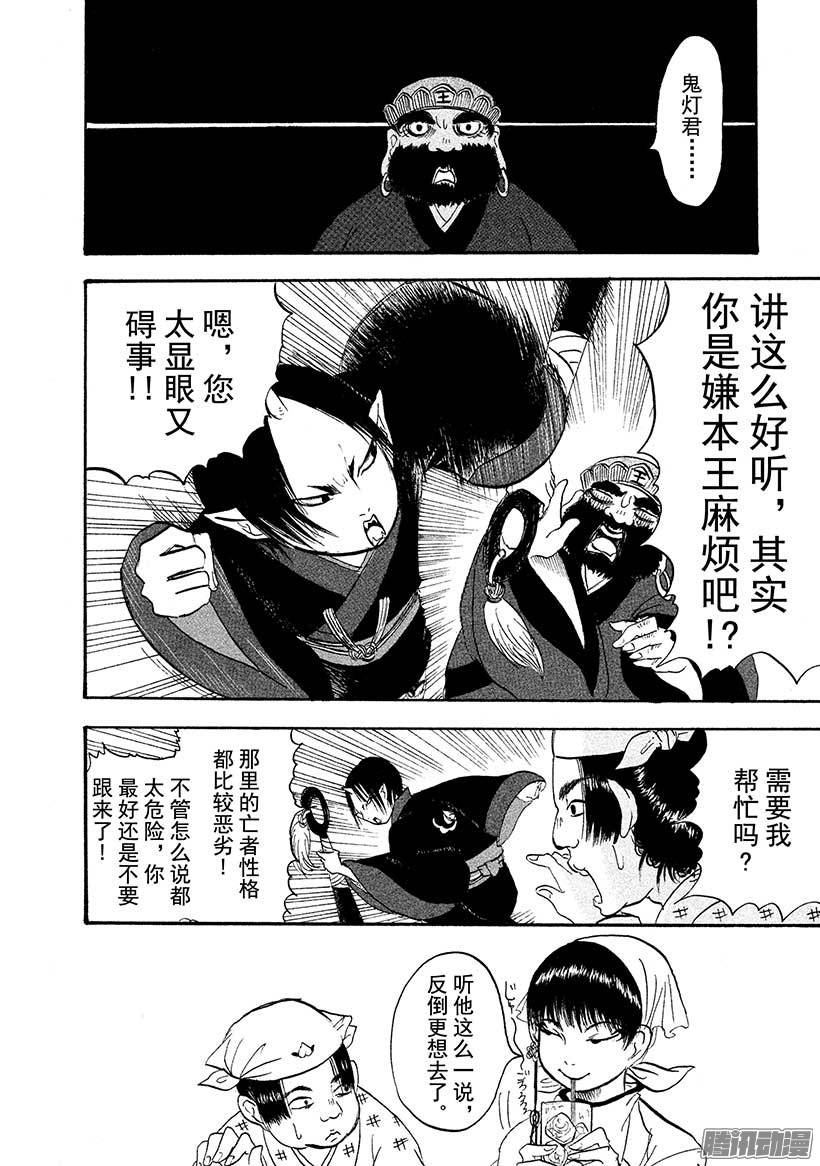 鬼灯君……
王
讲这么好听，其实
你是嫌本王麻烦吧!?
王
嗯，您
太显眼又
碍事!!
需要我
帮忙吗？
那里的亡者性格
都比较恶劣！
不管怎么说都
太危险，你
最好还是不要
跟来了！
听他这么一说，
反倒更想去了。
腾讯动漫